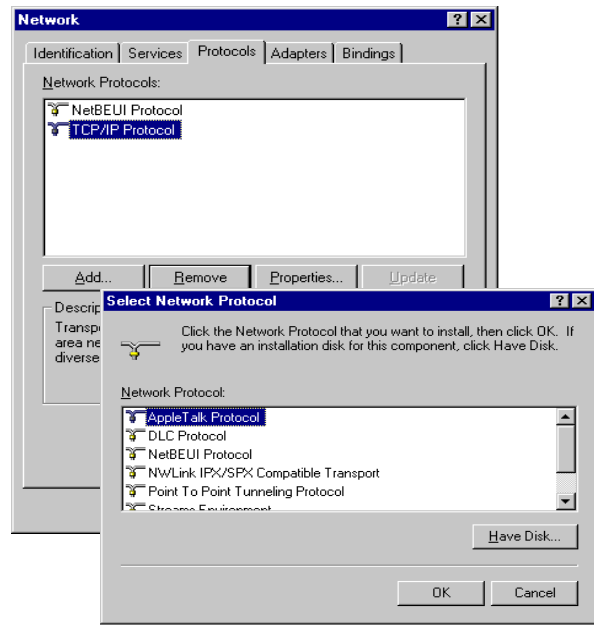 Network
Identification Services Protocols Adapters Bindings
Network Protocols:
NetBEUI Protocol
TCP/IP Protocol
Add... Remove Properties... Update
Select Network Protocol
Click the Network Protocol that you want to install, then click OK. If
you have an installation disk for this component, click Have Disk.
Network Protocol:
AppleTalk Protocol
DLC Protocol
NetBEUI Protocol
NWLink IPX/SPX Compatible Transport
Point To Point Tunneling Protocol
Streams Environment
Have Disk...
OK Cancel
Descrip
Transpo
area ne
diverse